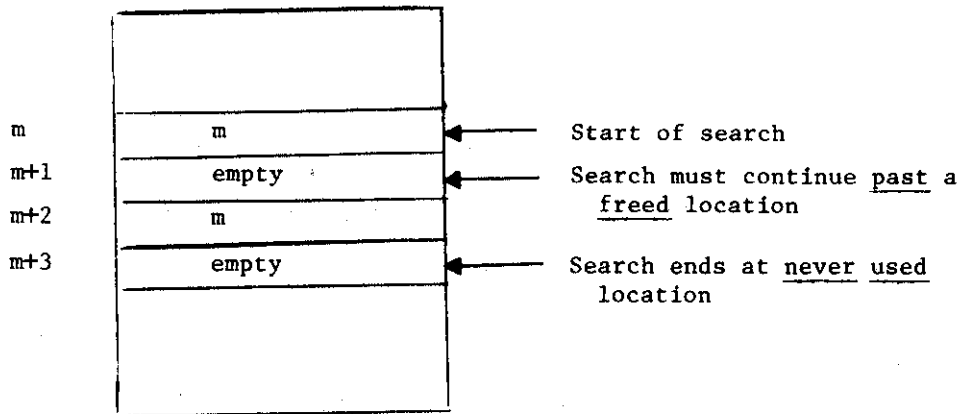 m m Start of search
m+1 empty Search must continue past a
freed location
m+2 m
m+3 empty Search ends at never used
location